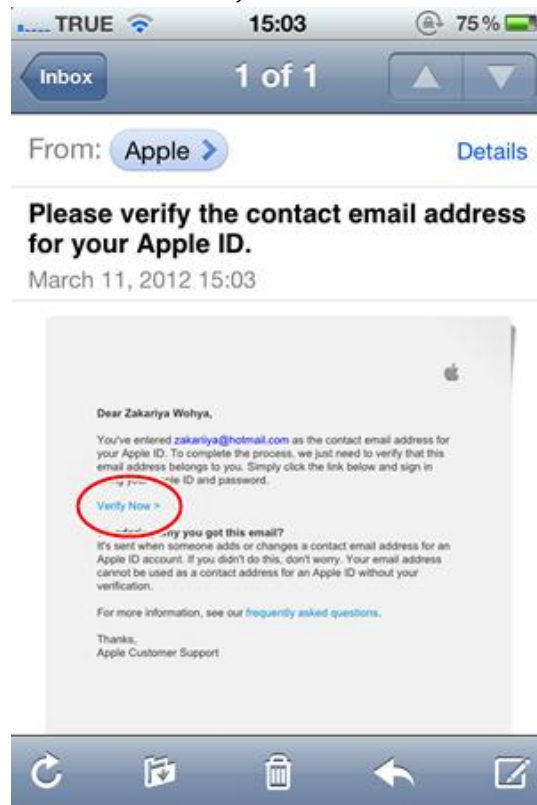 TRUE 15:03 75%
Inbox 1 of 1
From: Apple Details
Please verify the contact email address
for your Apple ID.
March 11, 2012 15:03
Dear Zakariya Wohya,
You've entered zakariiya@hotmail.com as the contact email address for
your Apple ID. To complete the process, we just need to verify that this
email address belongs to you. Simply click the link below and sign in
your ID and password.
Verify Now >
you got this email?
It's sent when someone adds or changes a contact email address for an
Apple ID account. If you didn't do this, don't worry. Your email address
cannot be used as a contact address for an Apple ID without your
verification.
For more information, see our frequently asked questions.
Thanks,
Apple Customer Support